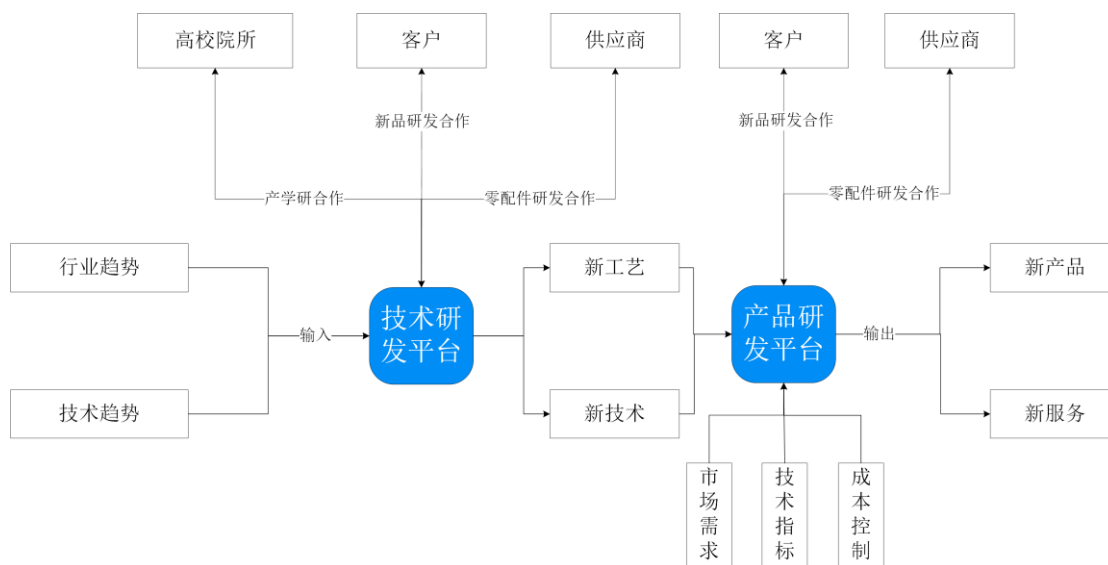 高校院所
客户
供应商
客户
供应商
新品研发合作
新品研发合作
产学研合作
零配件研发合作
零配件研发合作
行业趋势
新工艺
新产品
技术研
发平台
产品研
发平台
输入
输出
技术趋势
新技术
新服务
市场需求
技术指标
成本控制